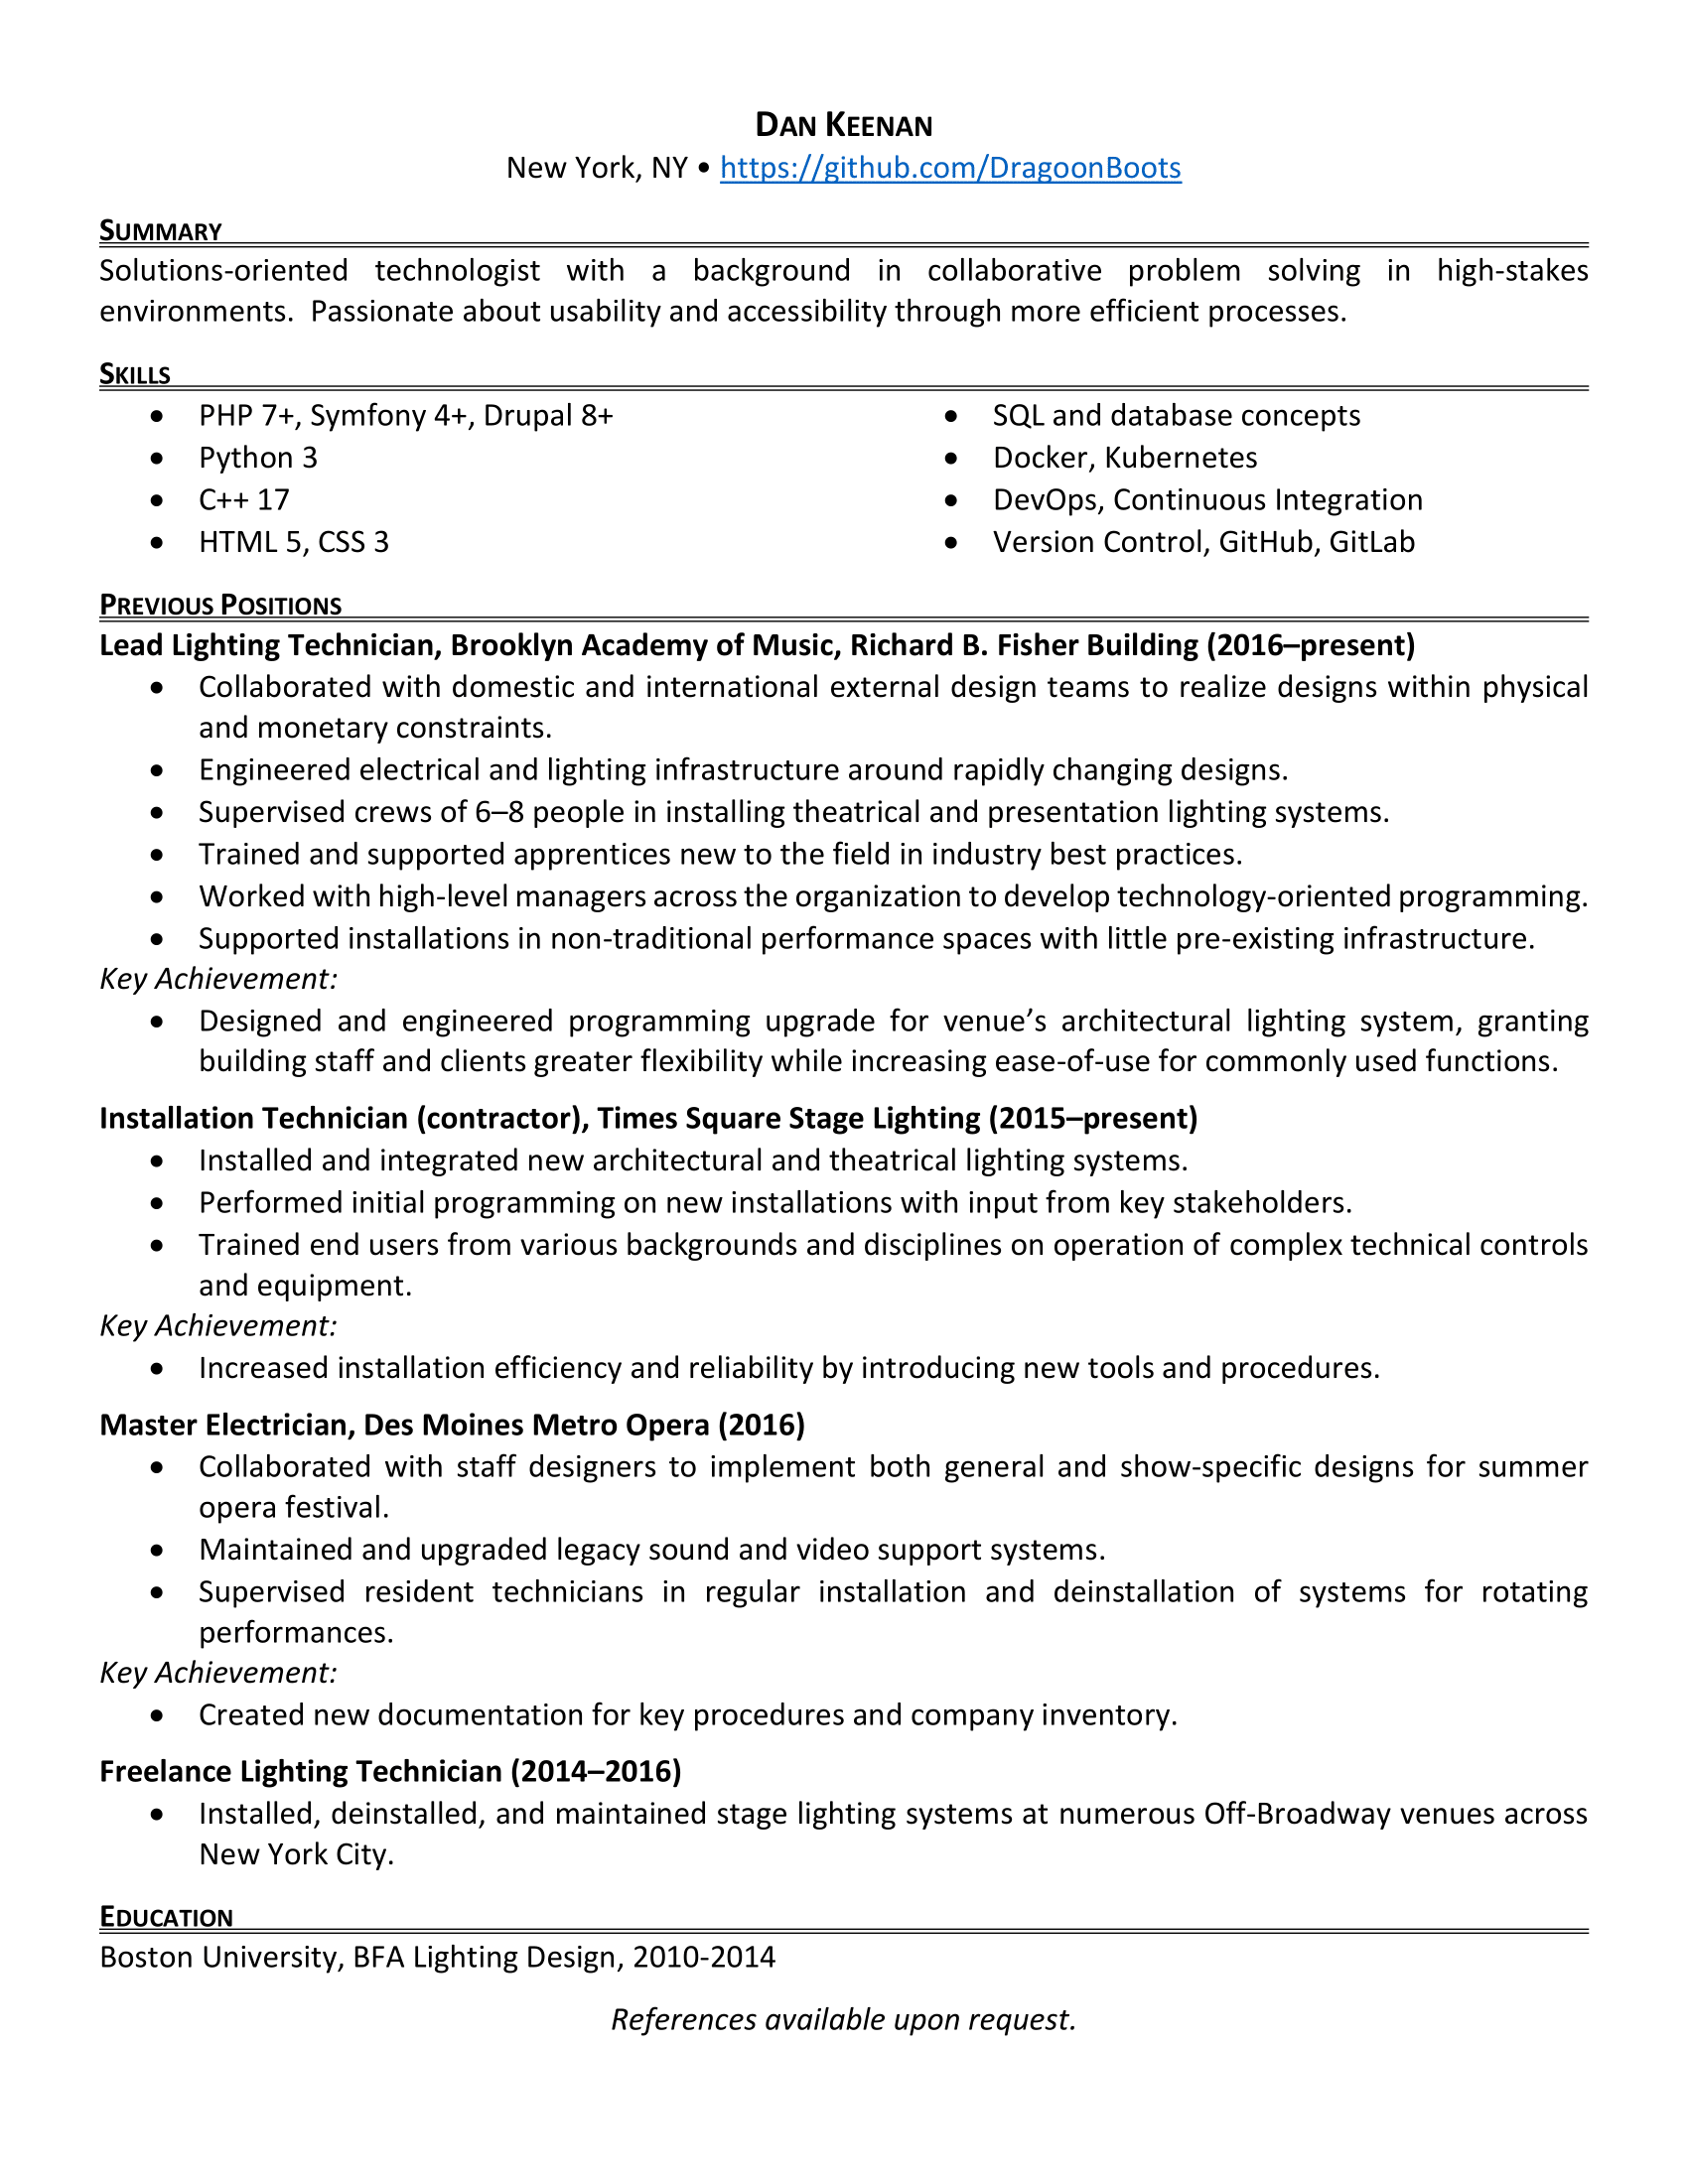 DAN KEENAN
New York, NY • https://github.com/DragoonBoots
SUMMARY
Solutions-oriented technologist with a background in collaborative problem solving in high-stakes
environments.  Passionate about usability and accessibility through more efficient processes.
SKILLS
• PHP 7+, Symfony 4+, Drupal 8+
• Python 3
• C++ 17
• HTML 5, CSS 3
• SQL and database concepts
• Docker, Kubernetes
• DevOps, Continuous Integration
• Version Control, GitHub, GitLab
PREVIOUS POSITIONS
Lead Lighting Technician, Brooklyn Academy of Music, Richard B. Fisher Building (2016–present)
• Collaborated with domestic and international external design teams to realize designs within physical
and monetary constraints.
• Engineered electrical and lighting infrastructure around rapidly changing designs.
• Supervised crews of 6–8 people in installing theatrical and presentation lighting systems.
• Trained and supported apprentices new to the field in industry best practices.
• Worked with high-level managers across the organization to develop technology-oriented programming.
• Supported installations in non-traditional performance spaces with little pre-existing infrastructure.
Key Achievement:
• Designed and engineered programming upgrade for venue’s architectural lighting system, granting
building staff and clients greater flexibility while increasing ease-of-use for commonly used functions.
Installation Technician (contractor), Times Square Stage Lighting (2015–present)
• Installed and integrated new architectural and theatrical lighting systems.
• Performed initial programming on new installations with input from key stakeholders.
• Trained end users from various backgrounds and disciplines on operation of complex technical controls
and equipment.
Key Achievement:
• Increased installation efficiency and reliability by introducing new tools and procedures.
Master Electrician, Des Moines Metro Opera (2016)
• Collaborated with staff designers to implement both general and show-specific designs for summer
opera festival.
• Maintained and upgraded legacy sound and video support systems.
• Supervised resident technicians in regular installation and deinstallation of systems for rotating
performances.
Key Achievement:
• Created new documentation for key procedures and company inventory.
Freelance Lighting Technician (2014–2016)
• Installed, deinstalled, and maintained stage lighting systems at numerous Off-Broadway venues across
New York City.
EDUCATION
Boston University, BFA Lighting Design, 2010-2014
References available upon request.